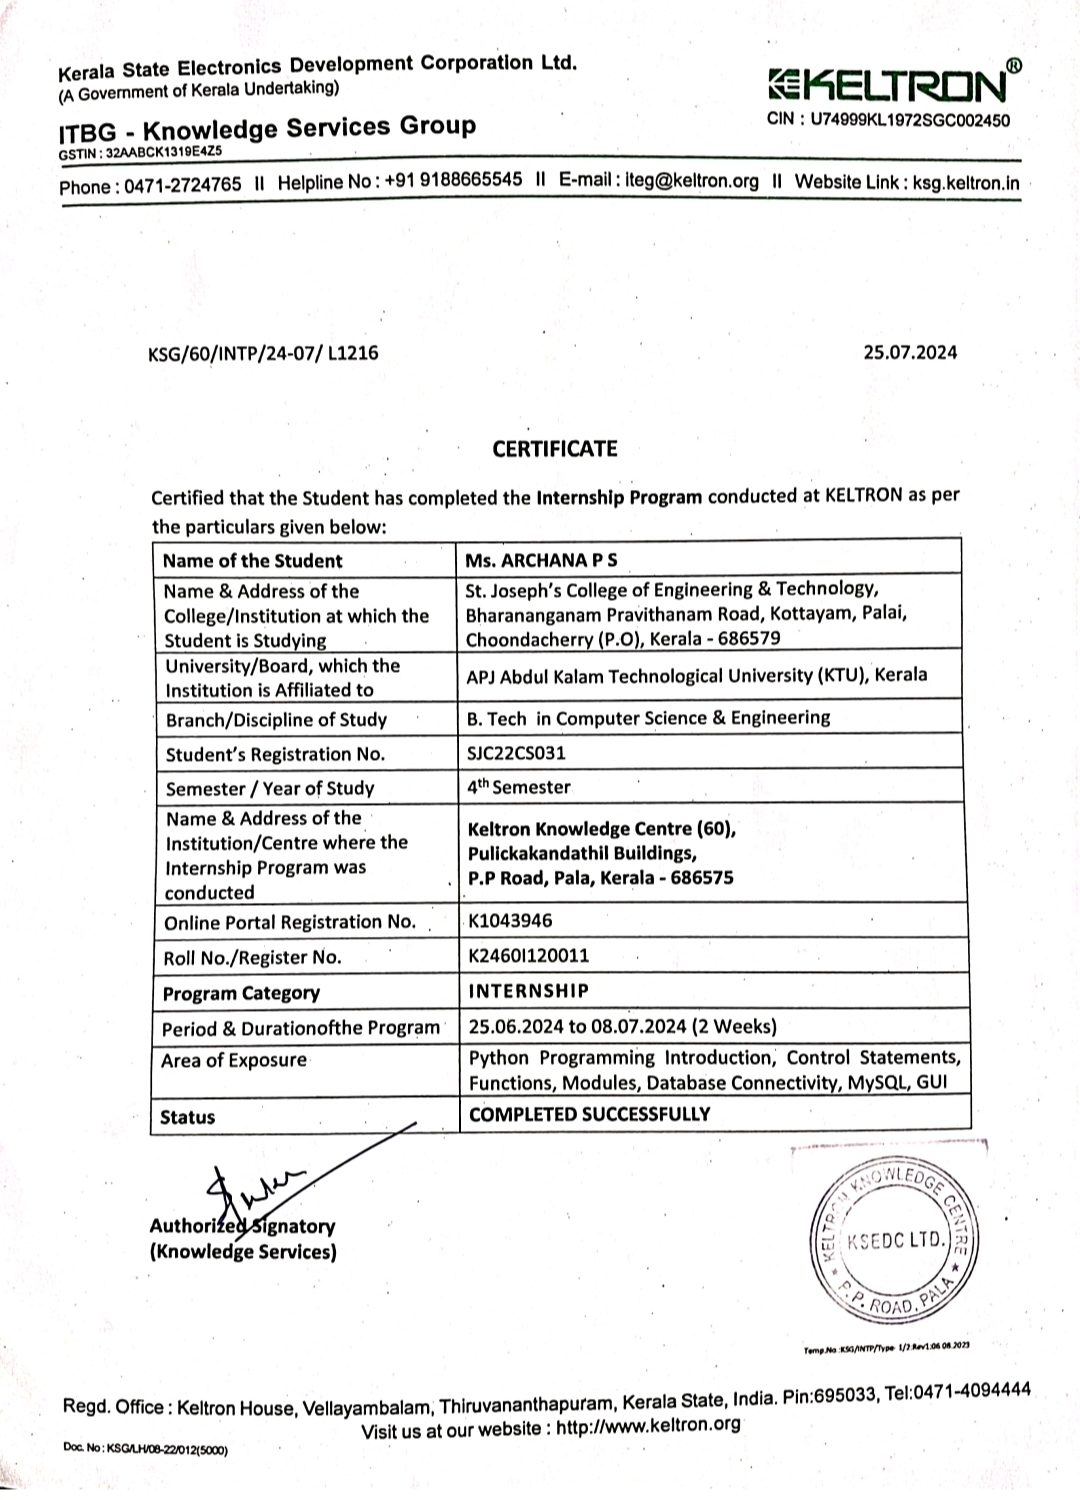 Kerala State Electronics Development Corporation Ltd.
(A Government of Kerala Undertaking)
ITBG - Knowledge Services Group
GSTIN : 32AABCK1319E4Z5
KELTRON®
CIN : U74999KL1972SGC002450
Phone : 0471-2724765 II Helpline No : +91 9188665545 II E-mail : iteg@keltron.org II Website Link : ksg.keltron.in
KSG/60/INTP/24-07/ L1216 25.07.2024
CERTIFICATE
Certified that the Student has completed the Internship Program conducted at KELTRON as per
the particulars given below:
Name of the Student Ms. ARCHANA P S
Name & Address of the
College/Institution at which the
Student is Studying
St. Joseph's College of Engineering & Technology,
Bharananganam Pravithanam Road, Kottayam, Palai,
Choondacherry (P.O), Kerala - 686579
University/Board, which the
Institution is Affiliated to
APJ Abdul Kalam Technological University (KTU), Kerala
Branch/Discipline of Study B. Tech in Computer Science & Engineering
Student's Registration No. SJC22CS031
Semester / Year of Study 4th Semester
Name & Address of the
Institution/Centre where the
Internship Program was
conducted
Keltron Knowledge Centre (60),
Pulickakandathil Buildings,
P.P Road, Pala, Kerala - 686575
Online Portal Registration No. K1043946
Roll No./Register No. K2460I120011
Program Category INTERNSHIP
Period & Durationofthe Program 25.06.2024 to 08.07.2024 (2 Weeks)
Area of Exposure
Python Programming Introduction, Control Statements,
Functions, Modules, Database Connectivity, MySQL, GUI
Status COMPLETED SUCCESSFULLY
Authorized Signatory
(Knowledge Services)
KELTRON KNOWLEDGE CENTRE
KSEDC LTD.
★ P.P. ROAD, PALA ★
Temp.No :KSG/INTP/Type- 1/2:Rev1:06 08 2023
Regd. Office : Keltron House, Vellayambalam, Thiruvananthapuram, Kerala State, India. Pin:695033, Tel:0471-4094444
Visit us at our website : http://www.keltron.org
Doc. No : KSG/LH/08-22/012(5000)